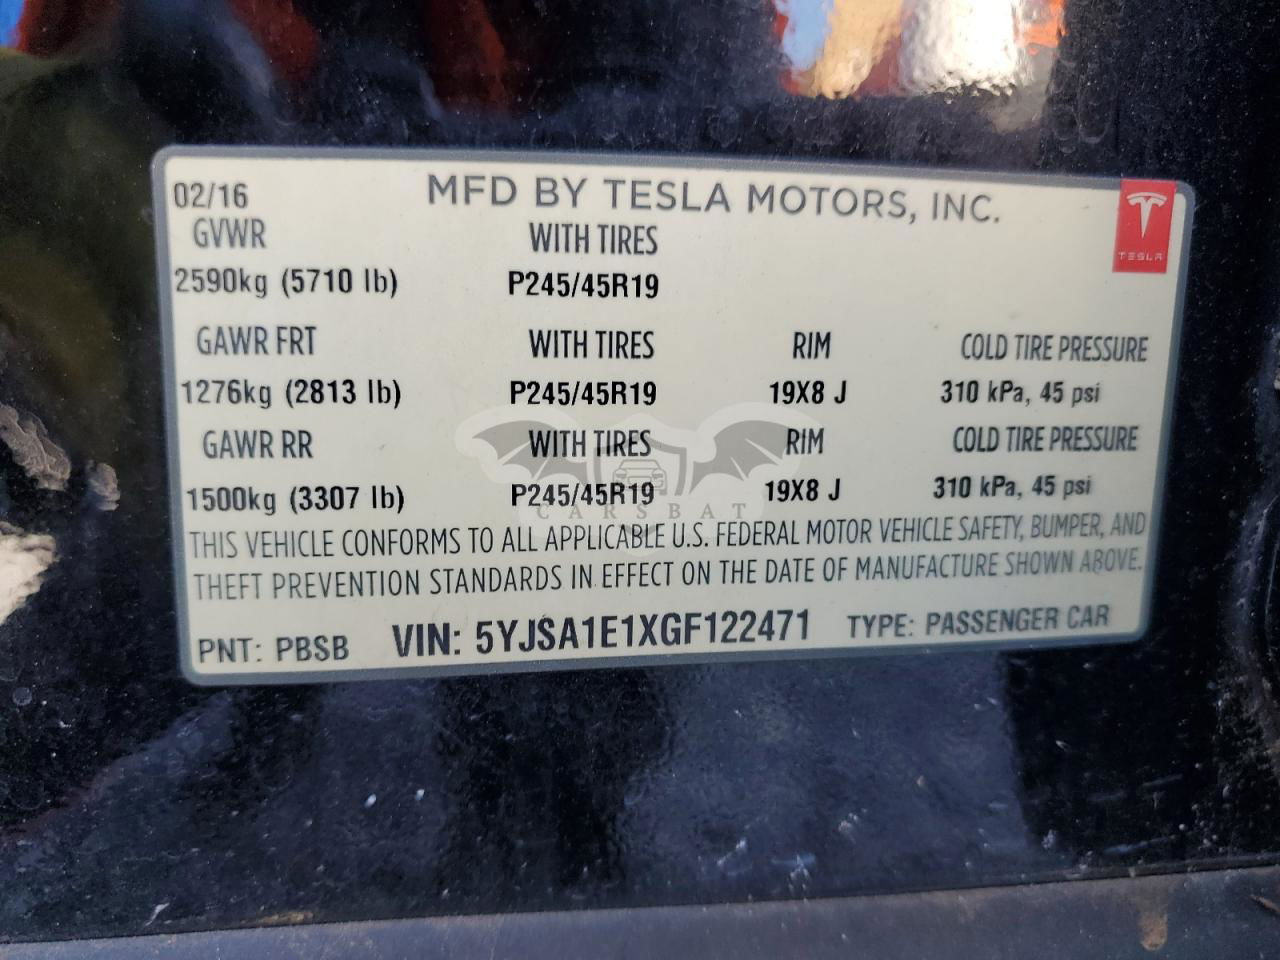 02/16 MFD BY TESLA MOTORS, INC.
TESLA
GVWR WITH TIRES
2590kg (5710 lb) P245/45R19
GAWR FRT WITH TIRES RIM COLD TIRE PRESSURE
1276kg (2813 lb) P245/45R19 19X8 J 310 kPa, 45 psi
GAWR RR WITH TIRES RIM COLD TIRE PRESSURE
1500kg (3307 lb) P245/45R19 19X8 J 310 kPa, 45 psi
CARSBAT
THIS VEHICLE CONFORMS TO ALL APPLICABLE U.S. FEDERAL MOTOR VEHICLE SAFETY, BUMPER, AND
THEFT PREVENTION STANDARDS IN EFFECT ON THE DATE OF MANUFACTURE SHOWN ABOVE.
PNT: PBSB VIN: 5YJSA1E1XGF122471 TYPE: PASSENGER CAR